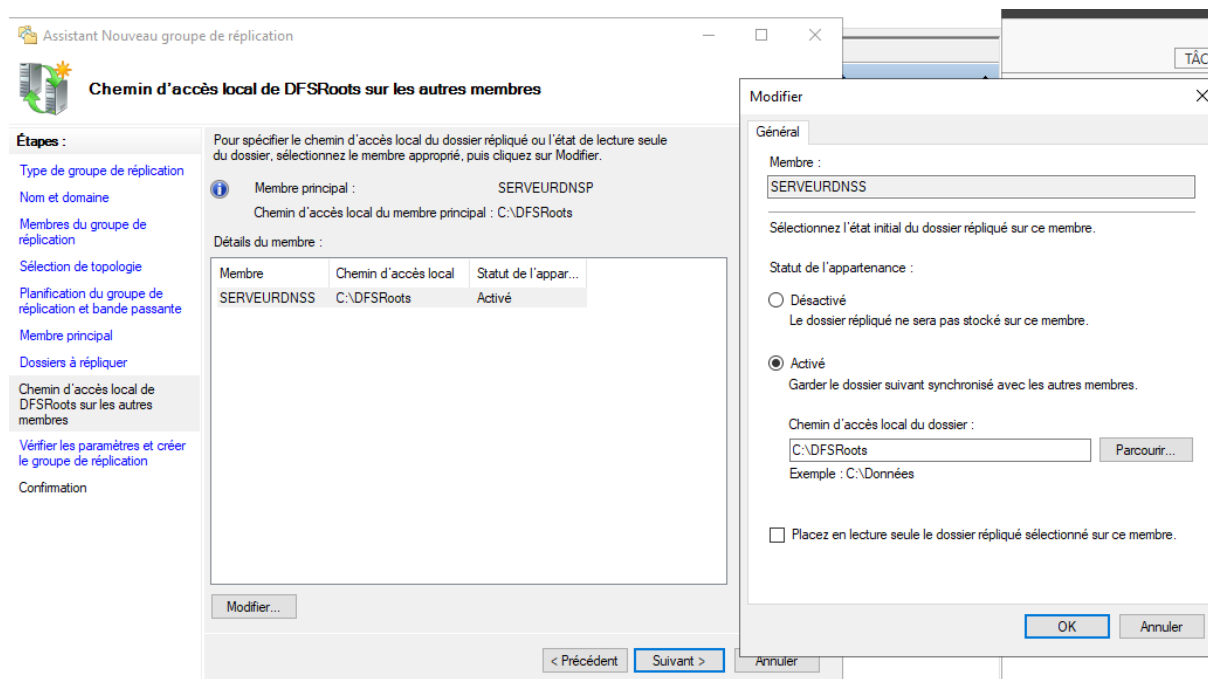 Assistant Nouveau groupe de réplication
Chemin d'accès local de DFSRoots sur les autres membres
Étapes :
Type de groupe de réplication
Nom et domaine
Membres du groupe de
réplication
Sélection de topologie
Planification du groupe de
réplication et bande passante
Membre principal
Dossiers à répliquer
Chemin d'accès local de
DFSRoots sur les autres
membres
Vérifier les paramètres et créer
le groupe de réplication
Confirmation
Pour spécifier le chemin d'accès local du dossier répliqué ou l'état de lecture seule
du dossier, sélectionnez le membre approprié, puis cliquez sur Modifier.
Membre principal : SERVEURDNSP
Chemin d'accès local du membre principal : C:\DFSRoots
Détails du membre :
Membre Chemin d'accès local Statut de l'appar...
SERVEURDNSS C:\DFSRoots Activé
Modifier...
< Précédent Suivant > Annuler
TÂC
Modifier
Général
Membre :
SERVEURDNSS
Sélectionnez l'état initial du dossier répliqué sur ce membre.
Statut de l'appartenance :
Désactivé
Le dossier répliqué ne sera pas stocké sur ce membre.
Activé
Garder le dossier suivant synchronisé avec les autres membres.
Chemin d'accès local du dossier :
C:\DFSRoots Parcourir...
Exemple : C:\Données
Placez en lecture seule le dossier répliqué sélectionné sur ce membre.
OK Annuler